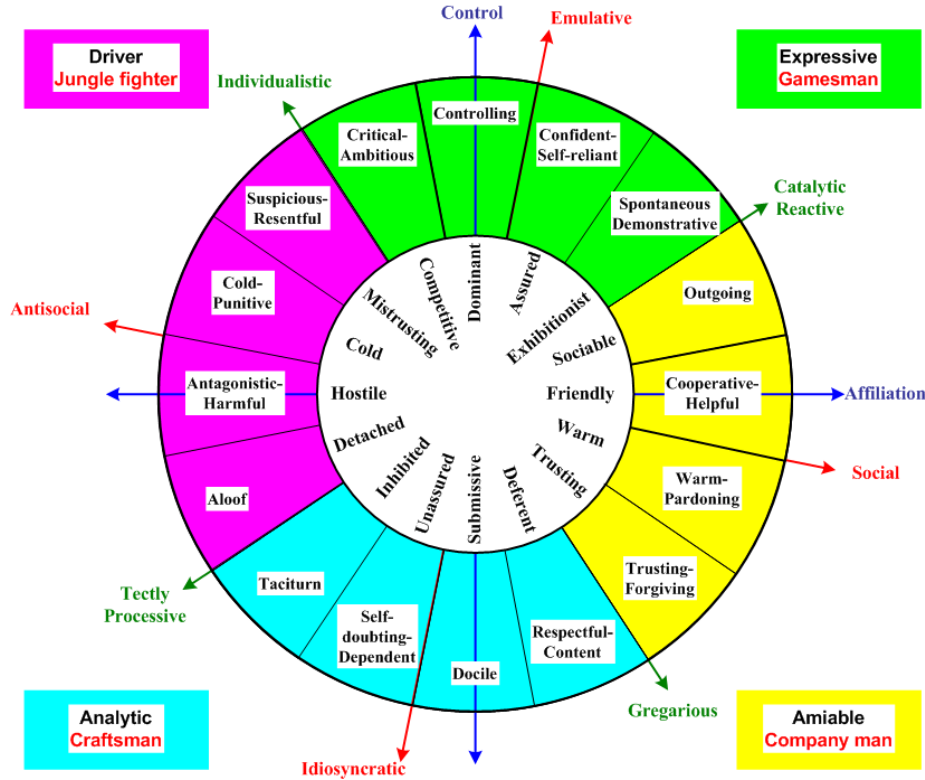 Control
Emulative
Driver
Jungle fighter
Expressive
Gamesman
Individualistic
Controlling
Critical-
Ambitious
Confident-
Self-reliant
Suspicious-
Resentful
Spontaneous
Demonstrative
Catalytic
Reactive
Cold-
Punitive
Outgoing
Antisocial
Antagonistic-
Harmful
Cooperative-
Helpful
Affiliation
Aloof
Warm-
Pardoning
Social
Taciturn
Trusting-
Forgiving
Tectly
Processive
Self-
doubting-
Dependent
Docile
Respectful-
Content
Gregarious
Idiosyncratic
Dominant
Assured
Exhibitionist
Sociable
Friendly
Warm
Trusting
Deferent
Submissive
Unassured
Inhibited
Detached
Hostile
Cold
Mistrusting
Competitive
Analytic
Craftsman
Amiable
Company man